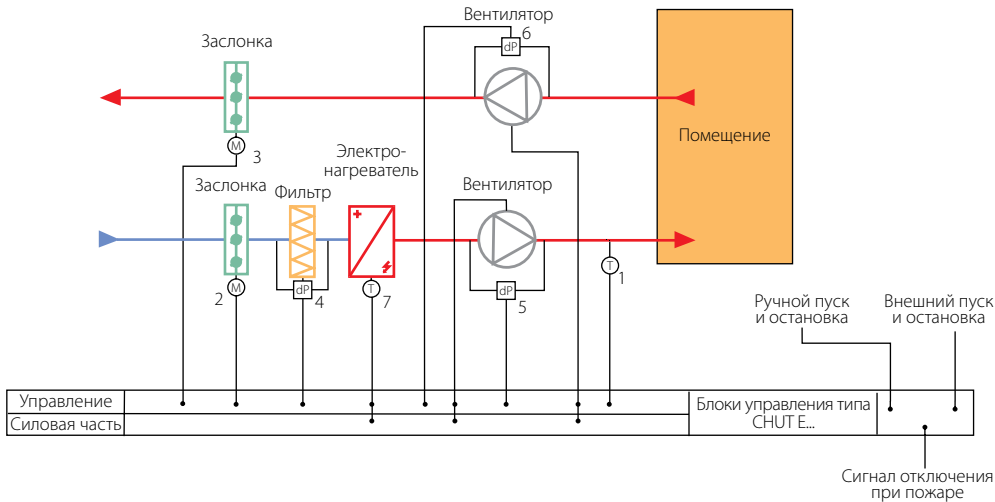 Вентилятор
6
dP
Заслонка
Помещение
M
3
Электро-
нагреватель
Заслонка
Фильтр
Вентилятор
T
1
2
M
dP
4
T
7
dP
5
Ручной пуск
и остановка
Внешний пуск
и остановка
Управление
Силовая часть
Блоки управления типа
CHUT E...
Сигнал отключения
при пожаре